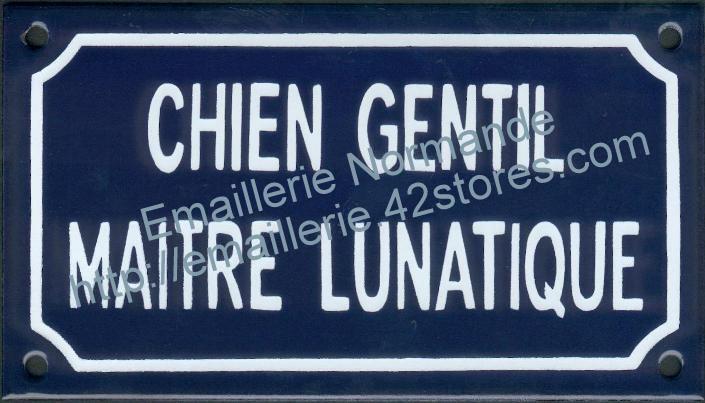 CHIEN GENTIL
MAITRE LUNATIQUE
Emaillerie Normande
http://emaillerie.42stores.com